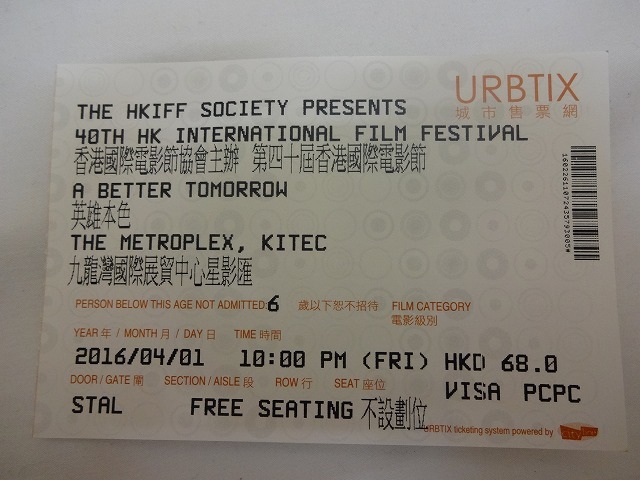 URBTIX
城市售票網
THE HKIFF SOCIETY PRESENTS
40TH HK INTERNATIONAL FILM FESTIVAL
香港國際電影節協會主辦 第四十屆香港國際電影節
A BETTER TOMORROW
英雄本色
THE METROPLEX, KITEC
九龍灣國際展貿中心星影匯
PERSON BELOW THIS AGE NOT ADMITTED: 6 歲以下恕不招待 FILM CATEGORY
電影級別
YEAR 年 / MONTH 月 / DAY 日 TIME 時間
2016/04/01 10:00 PM (FRI) HKD 68.0
DOOR / GATE 閘 SECTION / AISLE 段 ROW 行 SEAT 座位
VISA PCPC
STAL FREE SEATING 不設劃位
URBTIX ticketing system powered by